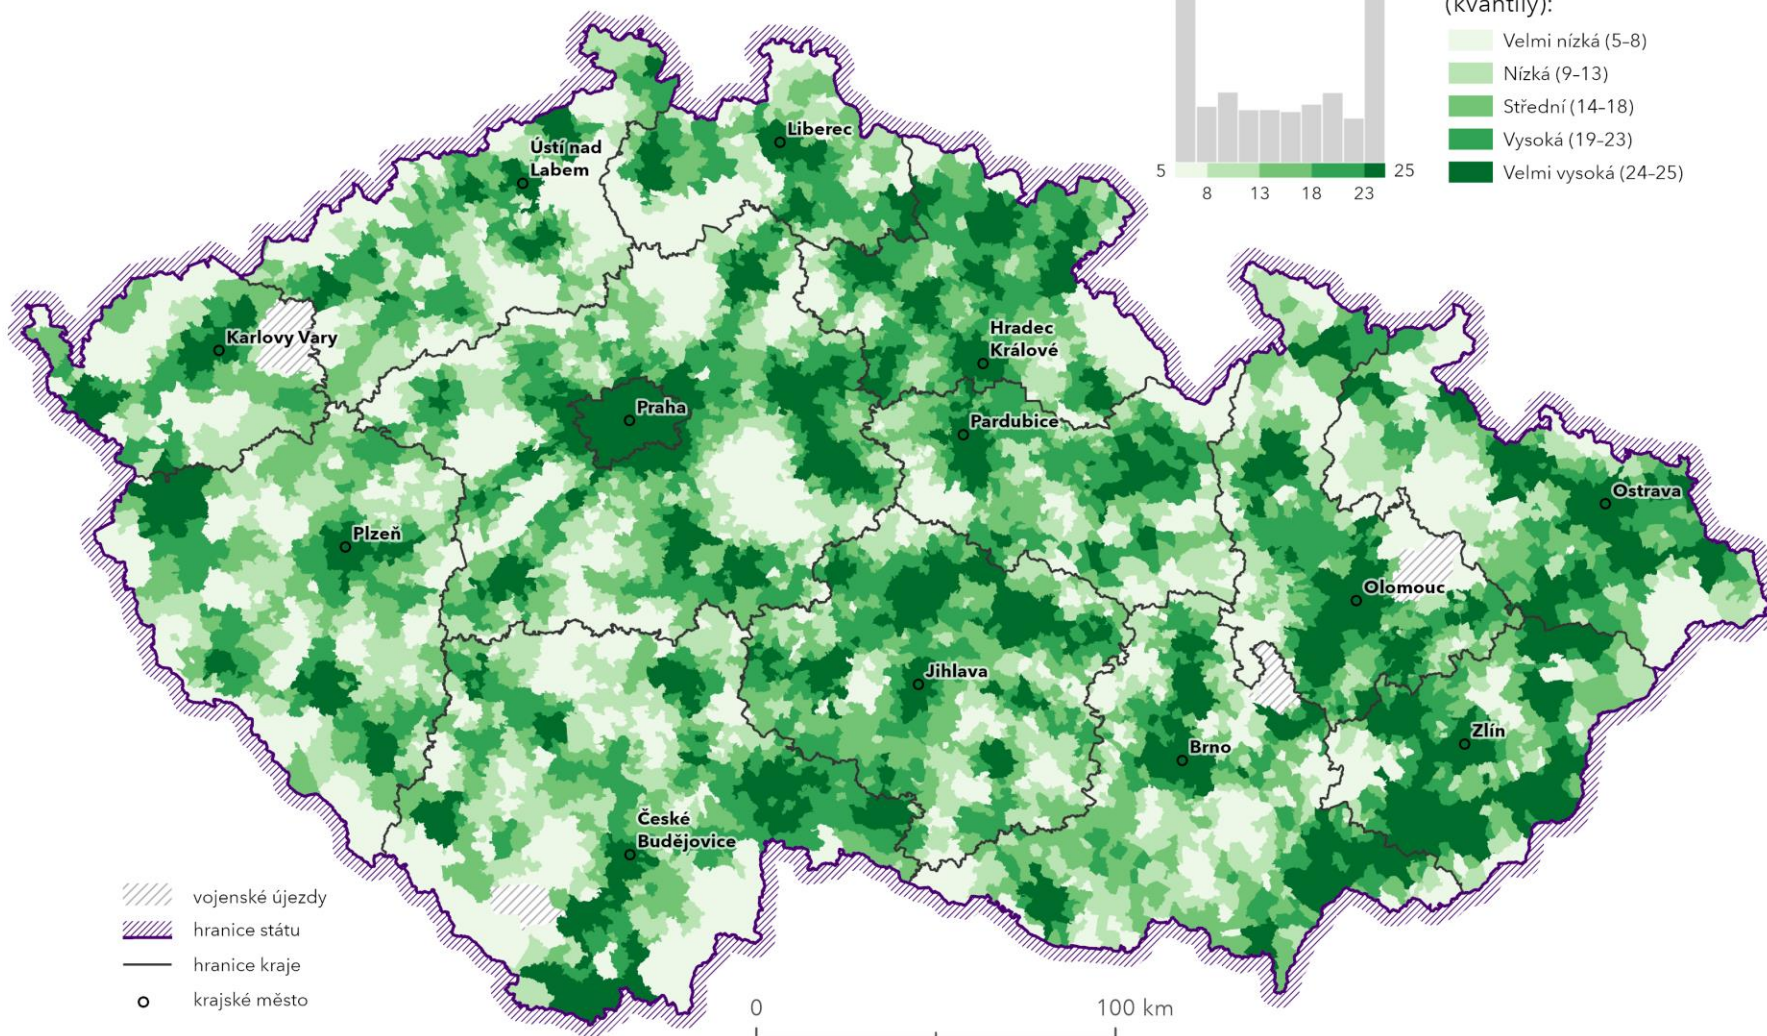 (kvantily):
Velmi nízká (5–8)
Nízká (9–13)
Střední (14–18)
Vysoká (19–23)
Velmi vysoká (24–25)
5
25
8
13
18
23
Liberec
Ústí nad
Labem
Karlovy Vary
Hradec
Králové
Praha
Pardubice
Plzeň
Ostrava
Olomouc
Jihlava
Zlín
Brno
České
Budějovice
vojenské újezdy
hranice státu
hranice kraje
krajské město
0
100 km